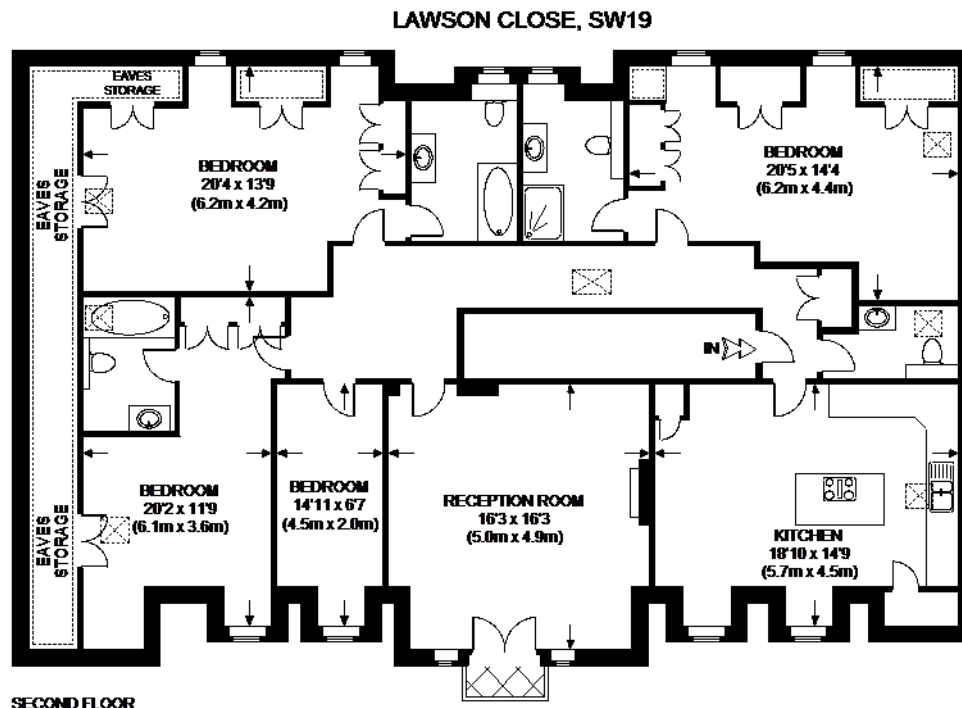 LAWSON CLOSE, SW19
EAVES
STORAGE
BEDROOM
20'4 x 13'9
(6.2m x 4.2m)
BEDROOM
20'5 x 14'4
(6.2m x 4.4m)
EAVES
STORAGE
IN
BEDROOM
20'2 x 11'9
(6.1m x 3.6m)
BEDROOM
14'11 x 6'7
(4.5m x 2.0m)
RECEPTION ROOM
16'3 x 16'3
(5.0m x 4.9m)
KITCHEN
18'10 x 14'9
(5.7m x 4.5m)
EAVES
STORAGE
SECOND FLOOR